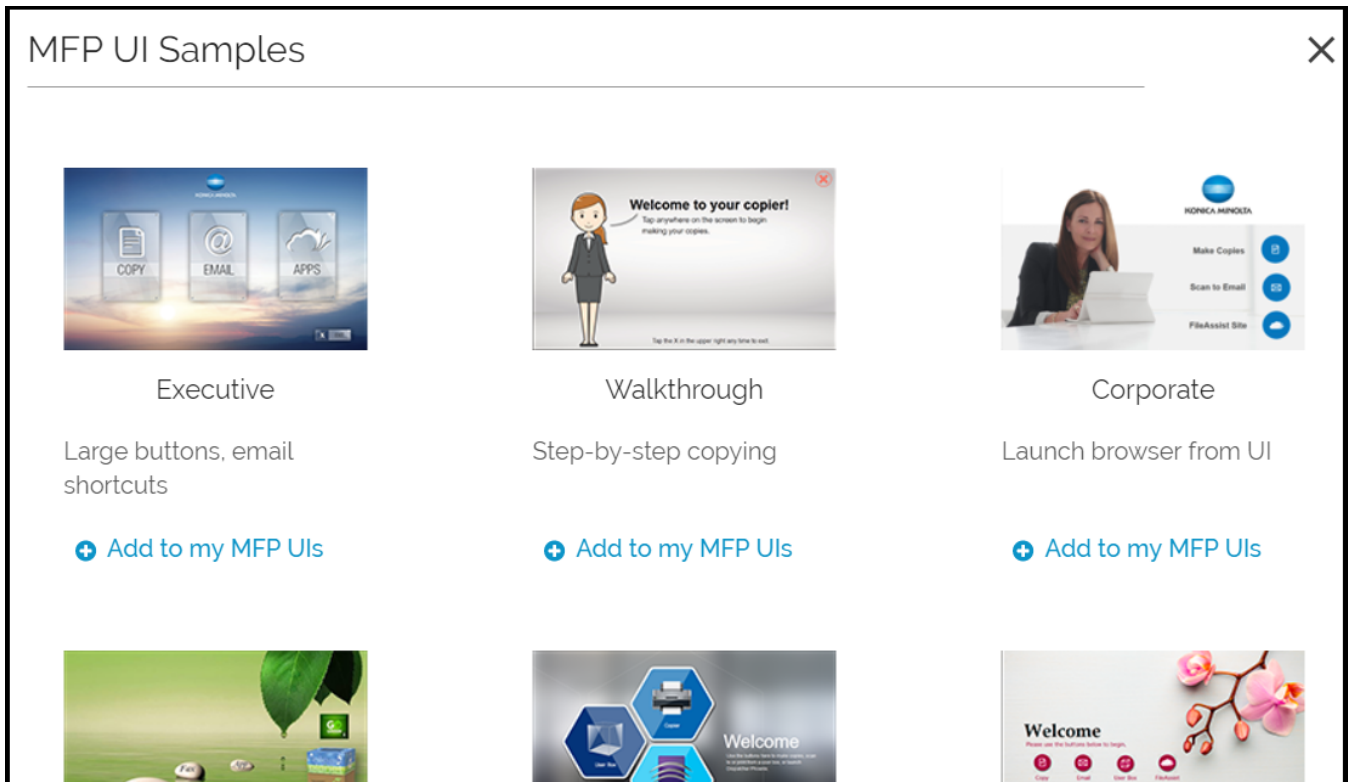 MFP UI Samples
KONICA MINOLTA
COPY
EMAIL
APPS
Welcome to your copier!
Tap anywhere on the screen to begin
making your copies.
Tap the X in the upper right any time to exit.
KONICA MINOLTA
Make Copies
Scan to Email
FileAssist Site
Executive
Walkthrough
Corporate
Large buttons, email
shortcuts
Step-by-step copying
Launch browser from UI
Add to my MFP UIs
Add to my MFP UIs
Add to my MFP UIs
GO
Fax
Copier
User Box
Welcome
Welcome
Please use the buttons below to begin.
Copy
Email
User Box
FileAssist